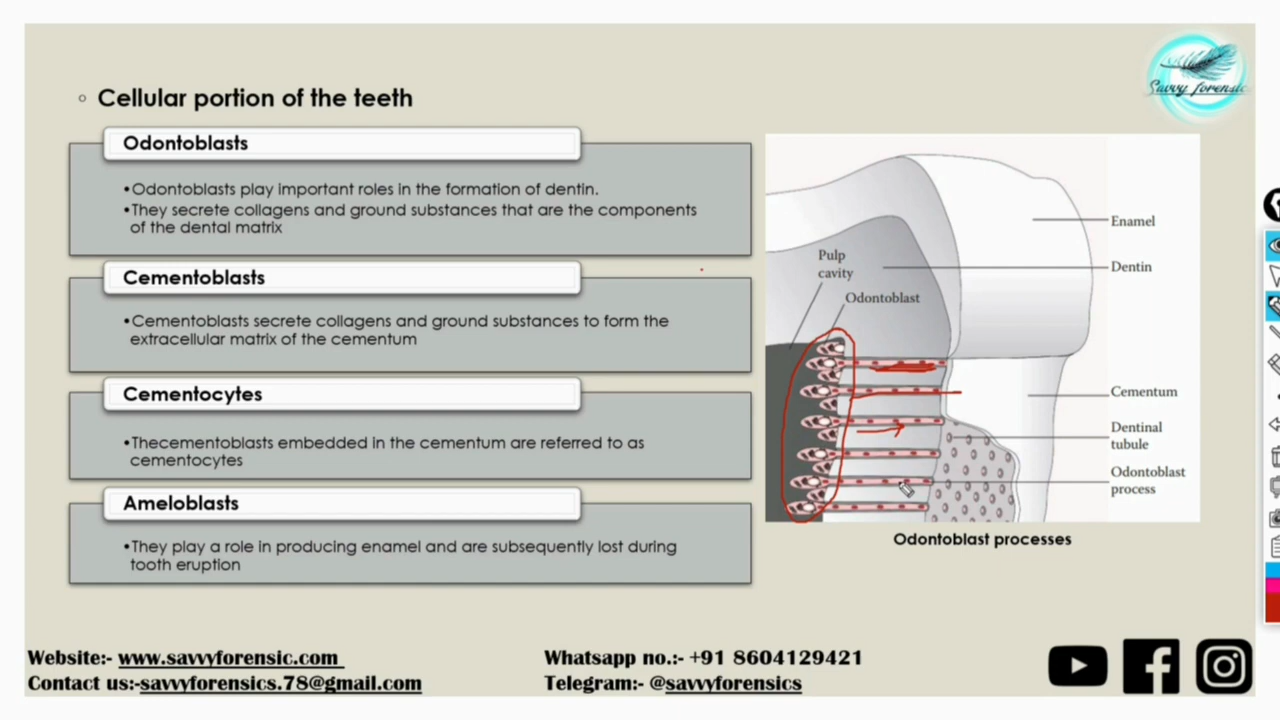 Savvy forensic
◦ Cellular portion of the teeth
Odontoblasts
•Odontoblasts play important roles in the formation of dentin.
•They secrete collagens and ground substances that are the components
of the dental matrix
Cementoblasts
•Cementoblasts secrete collagens and ground substances to form the
extracellular matrix of the cementum
Cementocytes
•Thecementoblasts embedded in the cementum are referred to as
cementocytes
Ameloblasts
•They play a role in producing enamel and are subsequently lost during
tooth eruption
Enamel
Pulp
cavity
Dentin
Odontoblast
Cementum
Dentinal
tubule
Odontoblast
process
Odontoblast processes
Website:- www.savvyforensic.com
Contact us:-savvyforensics.78@gmail.com
Whatsapp no.:- +91 8604129421
Telegram:- @savvyforensics